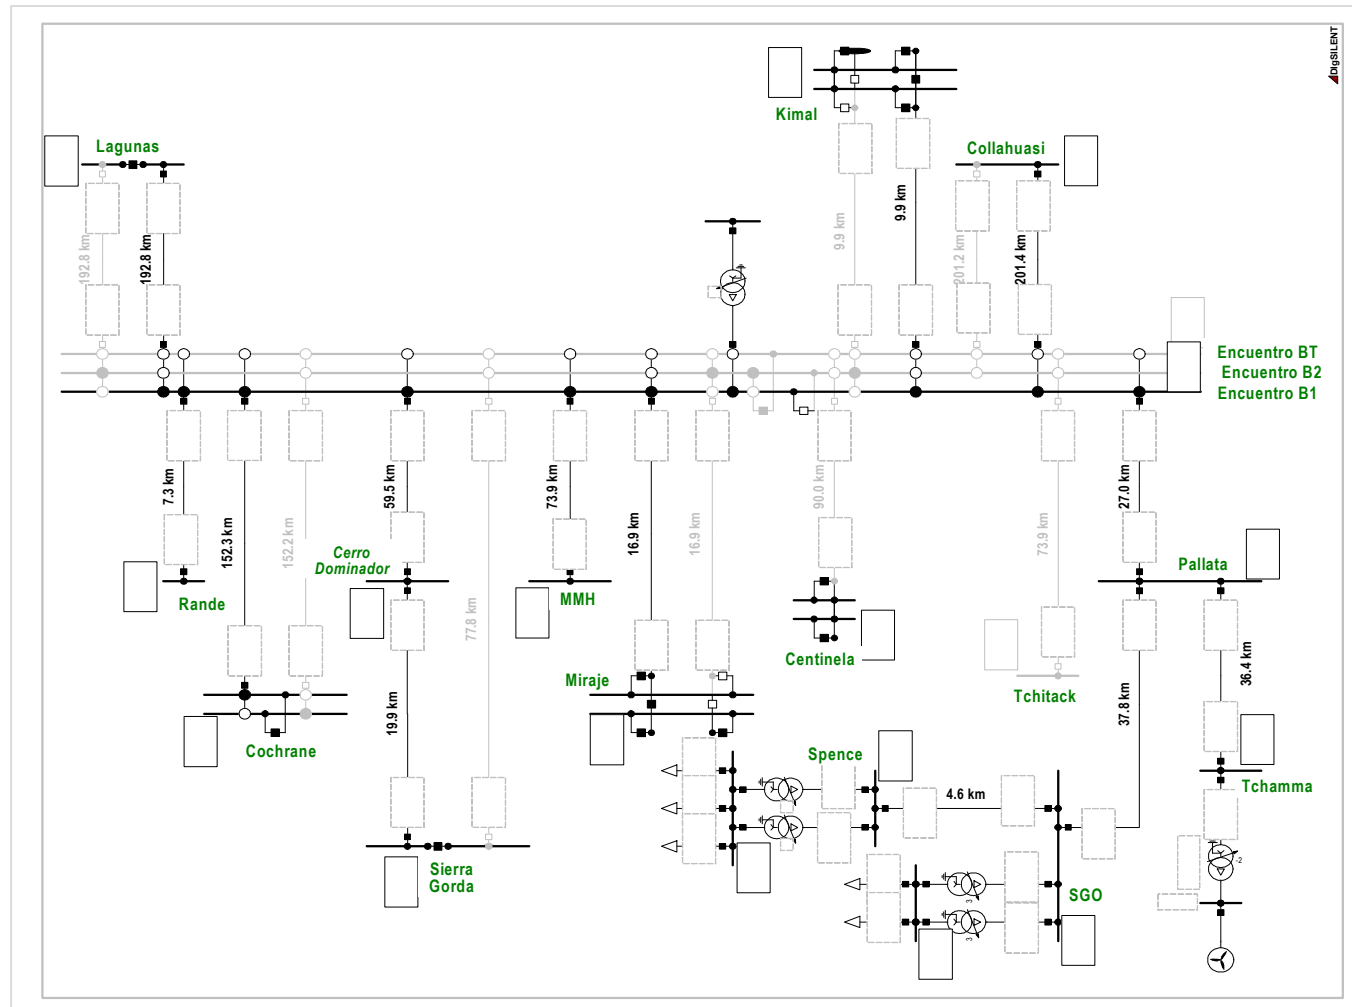 DIgSILENT
Kimal
Lagunas
Collahuasi
192.8 km
192.8 km
9.9 km
9.9 km
201.2 km
201.4 km
Encuentro BT
Encuentro B2
Encuentro B1
7.3 km
152.3 km
152.2 km
59.5 km
77.8 km
73.9 km
16.9 km
16.9 km
90.0 km
73.9 km
27.0 km
Cerro
Dominador
Rande
MMH
Pallata
Centinela
Miraje
Tchitack
36.4 km
37.8 km
19.9 km
Cochrane
Spence
4.6 km
Tchamma
Sierra
Gorda
SGO
-2
3
3